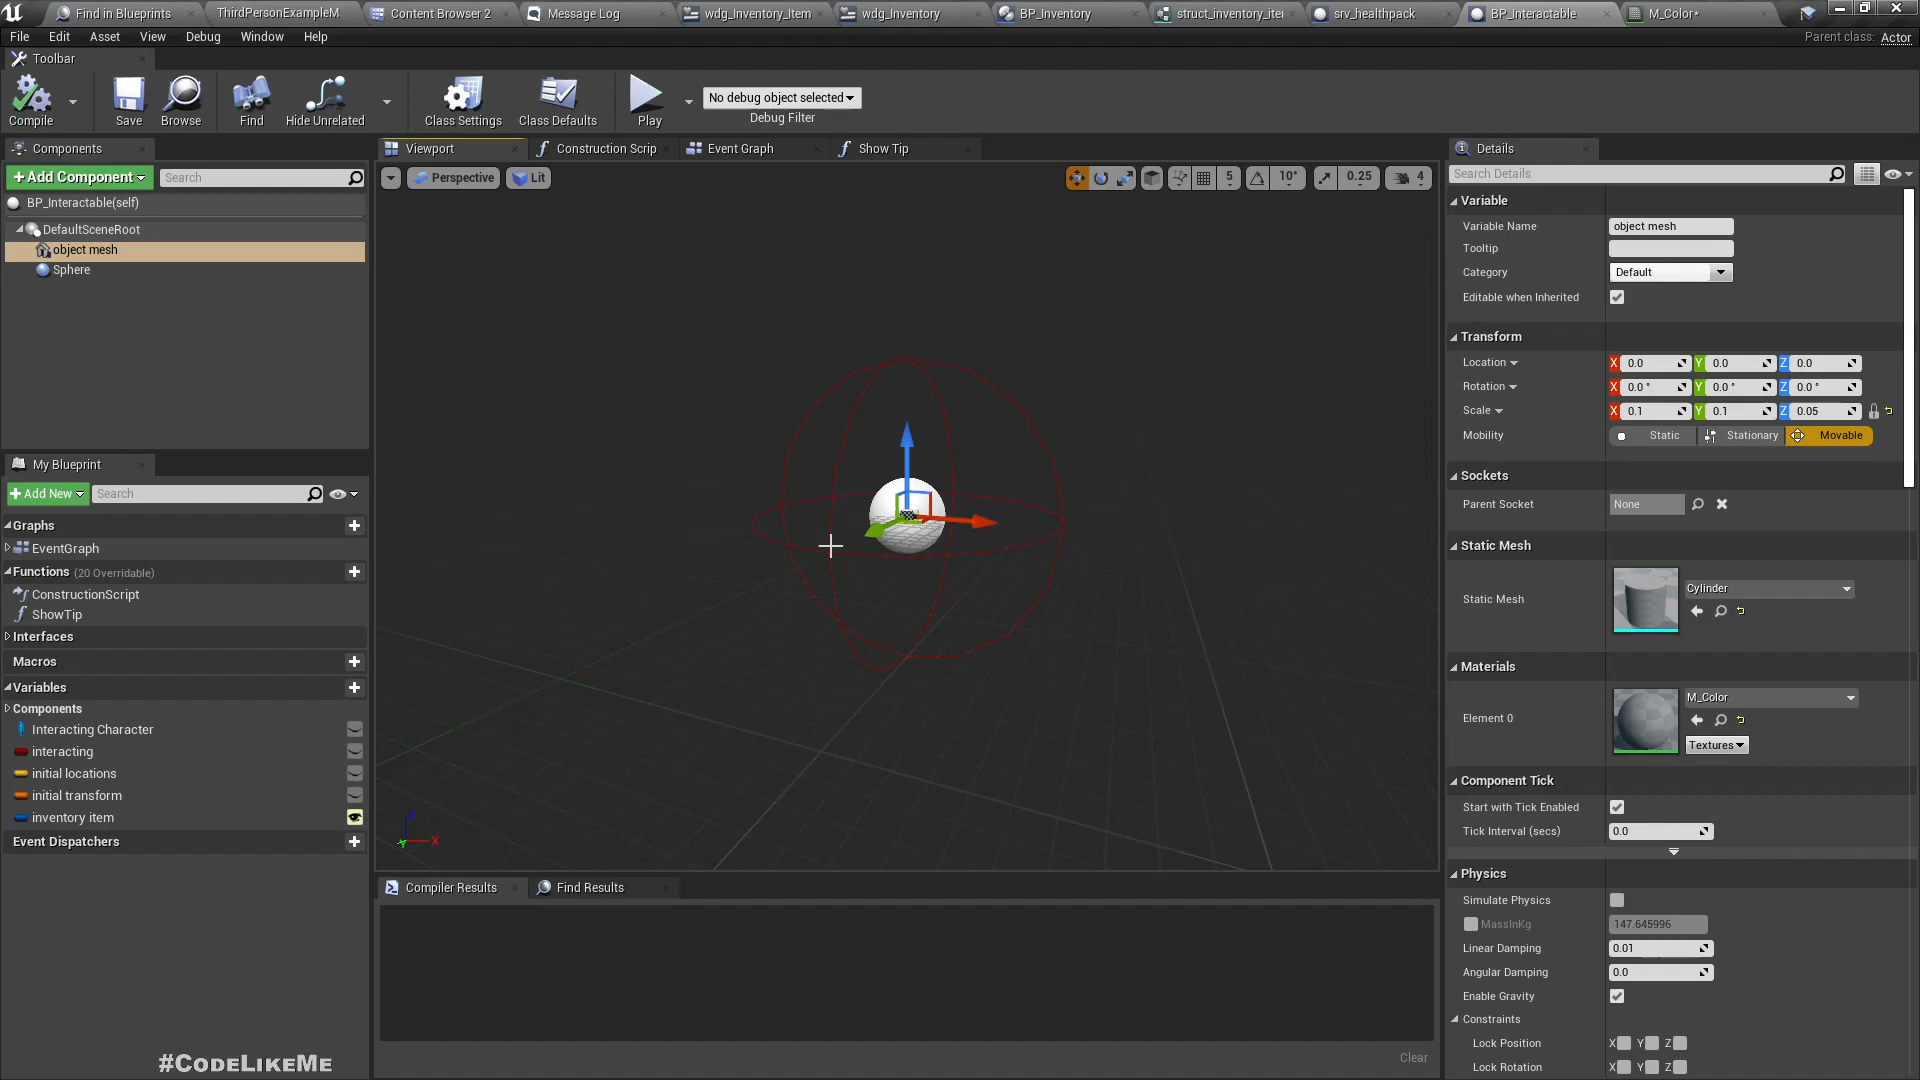 Find in Blueprints
ThirdPersonExampleM
Content Browser 2
Message Log
wdg_Inventory_Item
wdg_Inventory
BP_Inventory
struct_inventory_ite
srv_healthpack
BP_Interactable
M_Color*
File Edit Asset View Debug Window Help
Parent class: Actor
Toolbar
Compile
Save
Browse
Find
Hide Unrelated
Class Settings
Class Defaults
Play
No debug object selected
Debug Filter
Components
+Add Component
Search
BP_Interactable(self)
DefaultSceneRoot
object mesh
Sphere
My Blueprint
+Add New
Search
Graphs
EventGraph
Functions (20 Overridable)
ConstructionScript
ShowTip
Interfaces
Macros
Variables
Components
Interacting Character
interacting
initial locations
initial transform
inventory item
Event Dispatchers
#CodeLikeMe
Viewport
Construction Scrip
Event Graph
Show Tip
Perspective
Lit
5
10°
0.25
4
Z
X
Y
Compiler Results
Find Results
Clear
Details
Search Details
Variable
Variable Name object mesh
Tooltip
Category Default
Editable when Inherited
Transform
Location X 0.0 Y 0.0 Z 0.0
Rotation X 0.0 ° Y 0.0 ° Z 0.0 °
Scale X 0.1 Y 0.1 Z 0.05
Mobility Static Stationary Movable
Sockets
Parent Socket None
Static Mesh
Static Mesh Cylinder
Materials
Element 0 M_Color
Textures
Component Tick
Start with Tick Enabled
Tick Interval (secs) 0.0
Physics
Simulate Physics
MassInKg 147.645996
Linear Damping 0.01
Angular Damping 0.0
Enable Gravity
Constraints
Lock Position X Y Z
Lock Rotation X Y Z